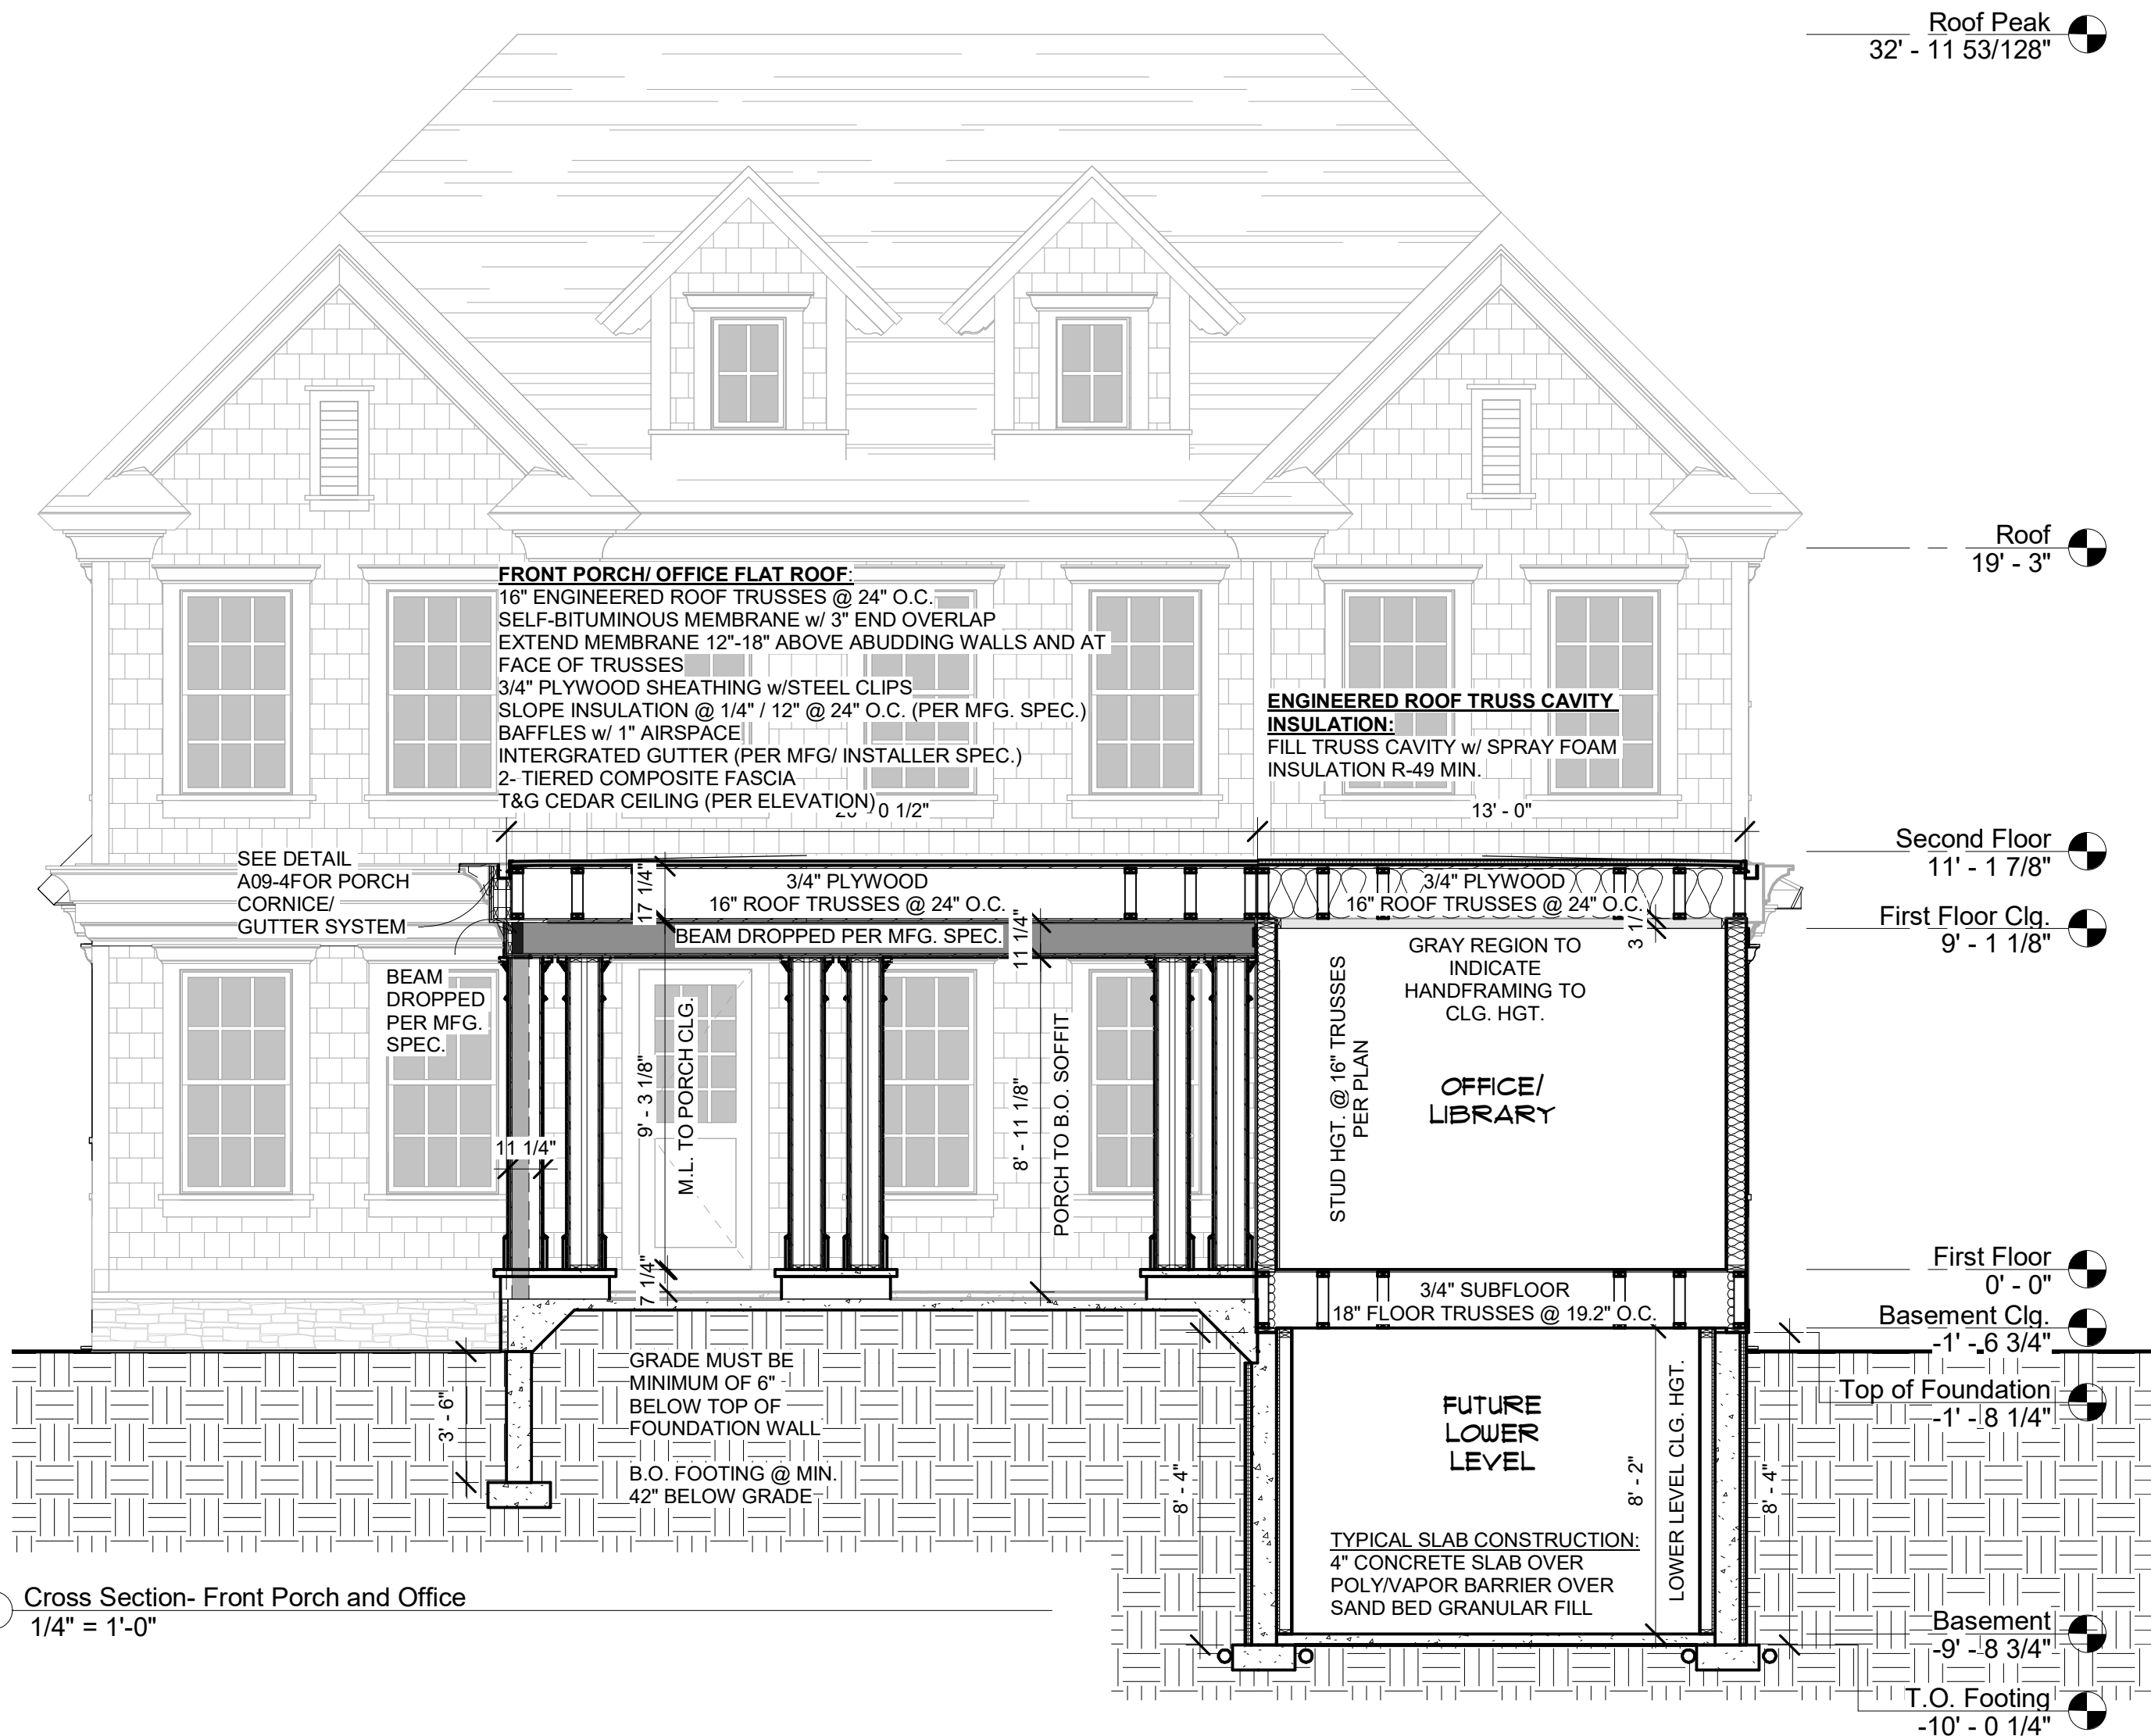 Roof Peak
32' - 11 53/128"
Roof
19' - 3"
FRONT PORCH/ OFFICE FLAT ROOF:
16" ENGINEERED ROOF TRUSSES @ 24" O.C.
SELF-BITUMINOUS MEMBRANE w/ 3" END OVERLAP
EXTEND MEMBRANE 12"-18" ABOVE ABUDDING WALLS AND AT
FACE OF TRUSSES
3/4" PLYWOOD SHEATHING w/STEEL CLIPS
SLOPE INSULATION @ 1/4" / 12" @ 24" O.C. (PER MFG. SPEC.)
BAFFLES w/ 1" AIRSPACE
INTERGRATED GUTTER (PER MFG/ INSTALLER SPEC.)
2- TIERED COMPOSITE FASCIA
T&G CEDAR CEILING (PER ELEVATION)
0 1/2"
ENGINEERED ROOF TRUSS CAVITY
INSULATION:
FILL TRUSS CAVITY w/ SPRAY FOAM
INSULATION R-49 MIN.
13' - 0"
Second Floor
11' - 1 7/8"
First Floor Clg.
9' - 1 1/8"
SEE DETAIL
A09-4FOR PORCH
CORNICE/
GUTTER SYSTEM
17 1/4"
3/4" PLYWOOD
16" ROOF TRUSSES @ 24" O.C.
3/4" PLYWOOD
16" ROOF TRUSSES @ 24" O.C.
BEAM DROPPED PER MFG. SPEC.
11 1/4"
GRAY REGION TO
INDICATE
HANDFRAMING TO
CLG. HGT.
BEAM
DROPPED
PER MFG.
SPEC.
11 1/4"
9' - 3 1/8"
M.L. TO PORCH CLG.
8' - 11 1/8"
PORCH TO B.O. SOFFIT
STUD HGT. @ 16" TRUSSES
PER PLAN
OFFICE/
LIBRARY
7 1/4"
First Floor
0' - 0"
3/4" SUBFLOOR
18" FLOOR TRUSSES @ 19.2" O.C.
Basement Clg.
-1' - 6 3/4"
Top of Foundation
-1' - 8 1/4"
3' - 6"
GRADE MUST BE
MINIMUM OF 6"
BELOW TOP OF
FOUNDATION WALL
B.O. FOOTING @ MIN.
42" BELOW GRADE
8' - 4"
FUTURE
LOWER
LEVEL
8' - 2"
LOWER LEVEL CLG. HGT.
8' - 4"
TYPICAL SLAB CONSTRUCTION:
4" CONCRETE SLAB OVER
POLY/VAPOR BARRIER OVER
SAND BED GRANULAR FILL
Cross Section- Front Porch and Office
1/4" = 1'-0"
Basement
-9' - 8 3/4"
T.O. Footing
-10' - 0 1/4"